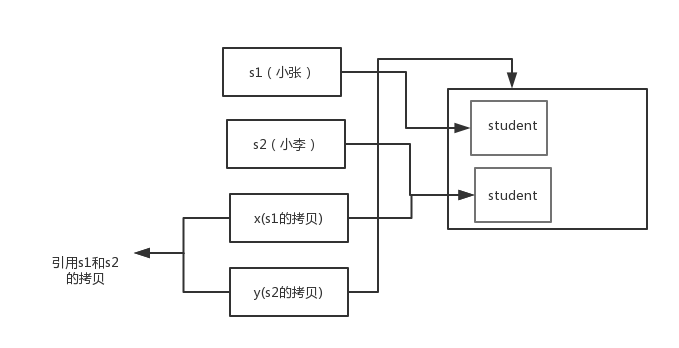 s1（小张）
student
s2（小李）
student
x(s1的拷贝)
引用s1和s2
的拷贝
y(s2的拷贝)